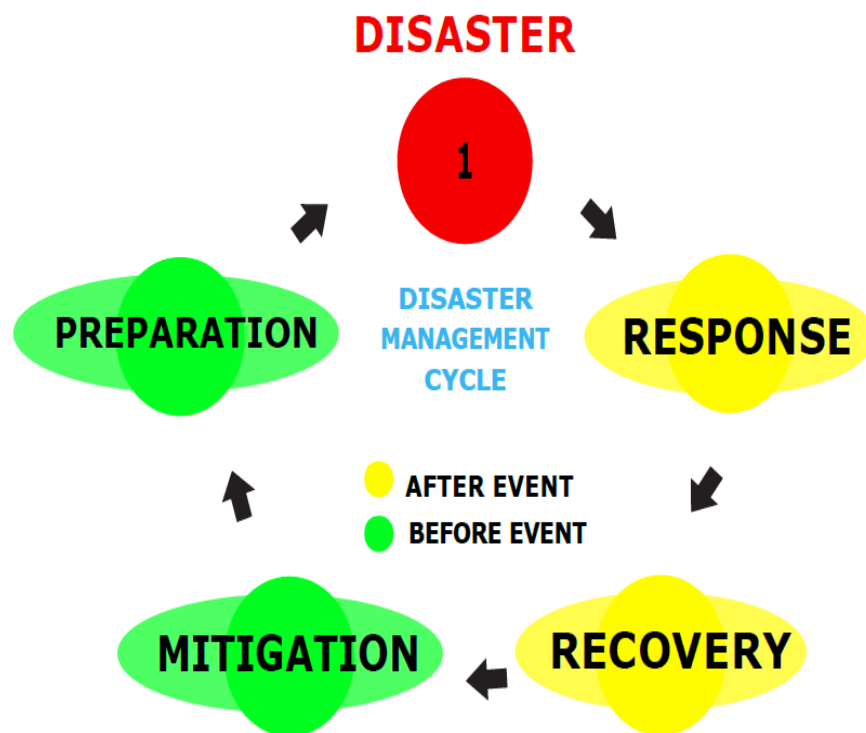 DISASTER
1
DISASTER
MANAGEMENT
CYCLE
PREPARATION
RESPONSE
AFTER EVENT
BEFORE EVENT
MITIGATION
RECOVERY